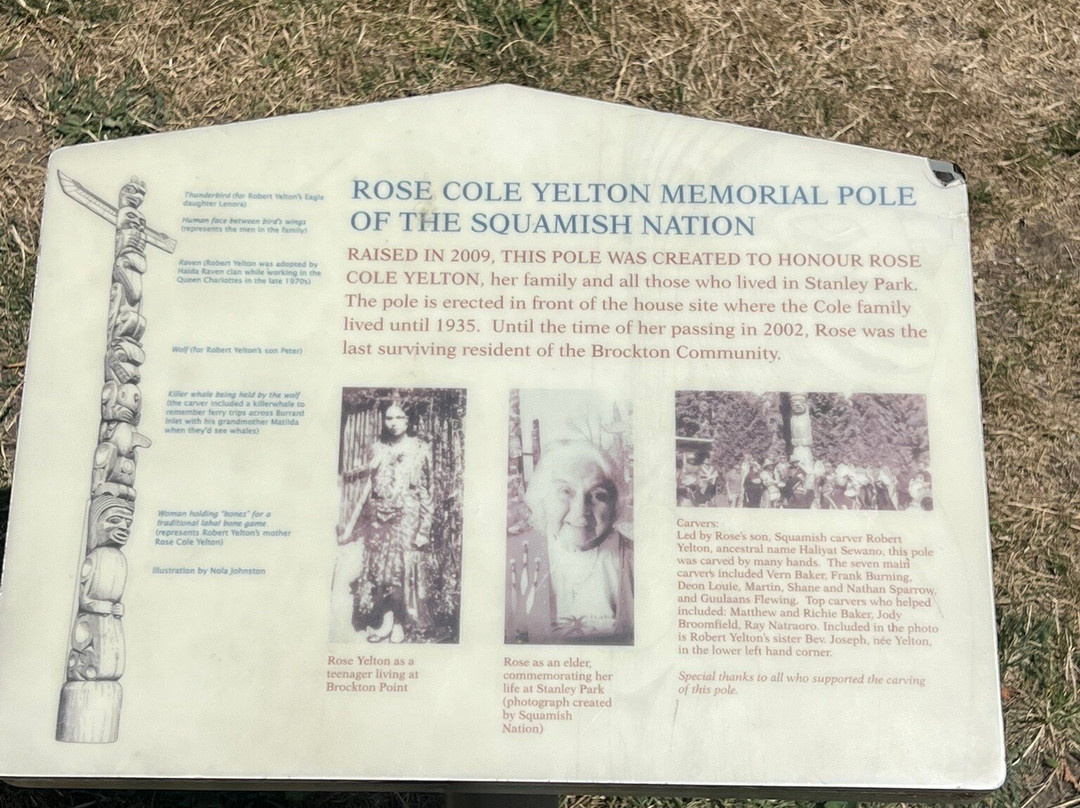 ROSE COLE YELTON MEMORIAL POLE
OF THE SQUAMISH NATION
RAISED IN 2009, THIS POLE WAS CREATED TO HONOUR ROSE
COLE YELTON, her family and all those who lived in Stanley Park.
The pole is erected in front of the house site where the Cole family
lived until 1935. Until the time of her passing in 2002, Rose was the
last surviving resident of the Brockton Community.
Thunderbird (for Robert Yelton's Eagle
daughter Lenora)
Human face between bird's wings
(represents the men in the family)
Raven (Robert Yelton was adopted by
Haida Raven clan while working in the
Queen Charlottes in the late 1970s)
Wolf (for Robert Yelton's son Peter)
Killer whale being held by the wolf
(the carver included a killerwhale to
remember ferry trips across Burrard
Inlet with his grandmother Matilda
when they'd see whales)
Woman holding "bones" for a
traditional lahal bone game
(represents Robert Yelton's mother
Rose Cole Yelton)
Illustration by Nola Johnston
Rose Yelton as a
teenager living at
Brockton Point
Rose as an elder,
commemorating her
life at Stanley Park
(photograph created
by Squamish
Nation)
Carvers:
Led by Rose's son, Squamish carver Robert
Yelton, ancestral name Haliyat Sewano, this pole
was carved by many hands. The seven main
carvers included Vern Baker, Frank Burning,
Deon Louie, Martin, Shane and Nathan Sparrow,
and Guulaans Flewing. Top carvers who helped
included: Matthew and Richie Baker, Jody
Broomfield, Ray Natraoro. Included in the photo
is Robert Yelton's sister Bev. Joseph, née Yelton,
in the lower left hand corner.
Special thanks to all who supported the carving
of this pole.